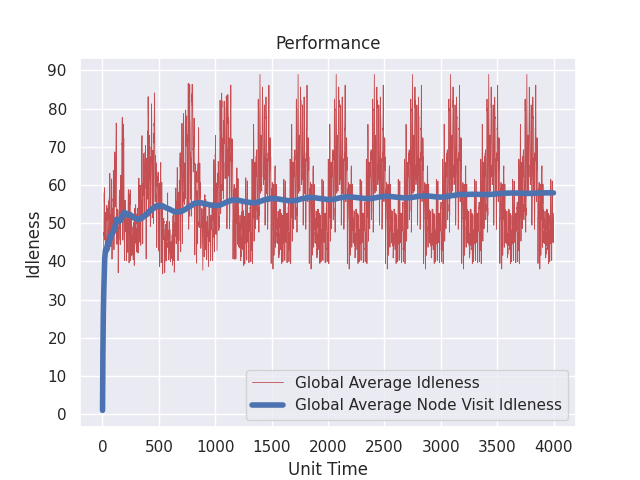 Performance
90
80
70
60
50
40
30
20
10
0
Idleness
Global Average Idleness
Global Average Node Visit Idleness
0 500 1000 1500 2000 2500 3000 3500 4000
Unit Time